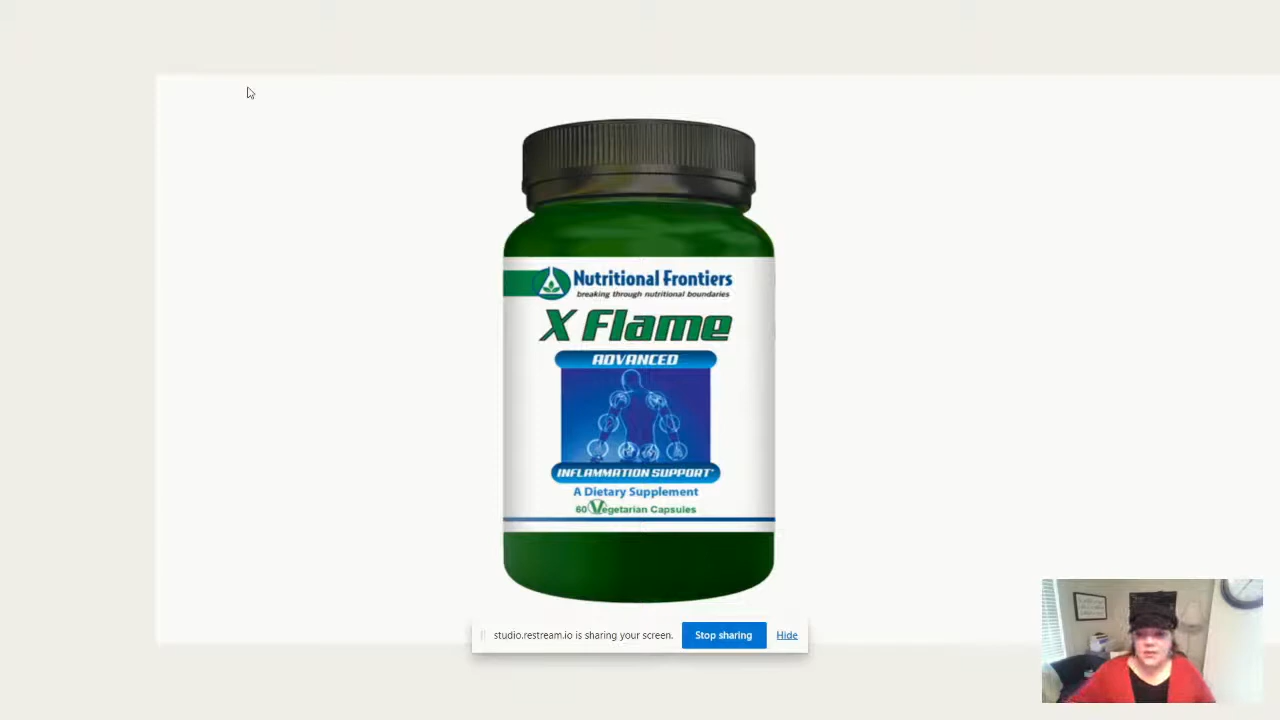 Nutritional Frontiers
breaking through nutritional boundaries
X Flame
ADVANCED
INFLAMMATION SUPPORT*
A Dietary Supplement
60 Vegetarian Capsules
studio.restream.io is sharing your screen. Stop sharing Hide